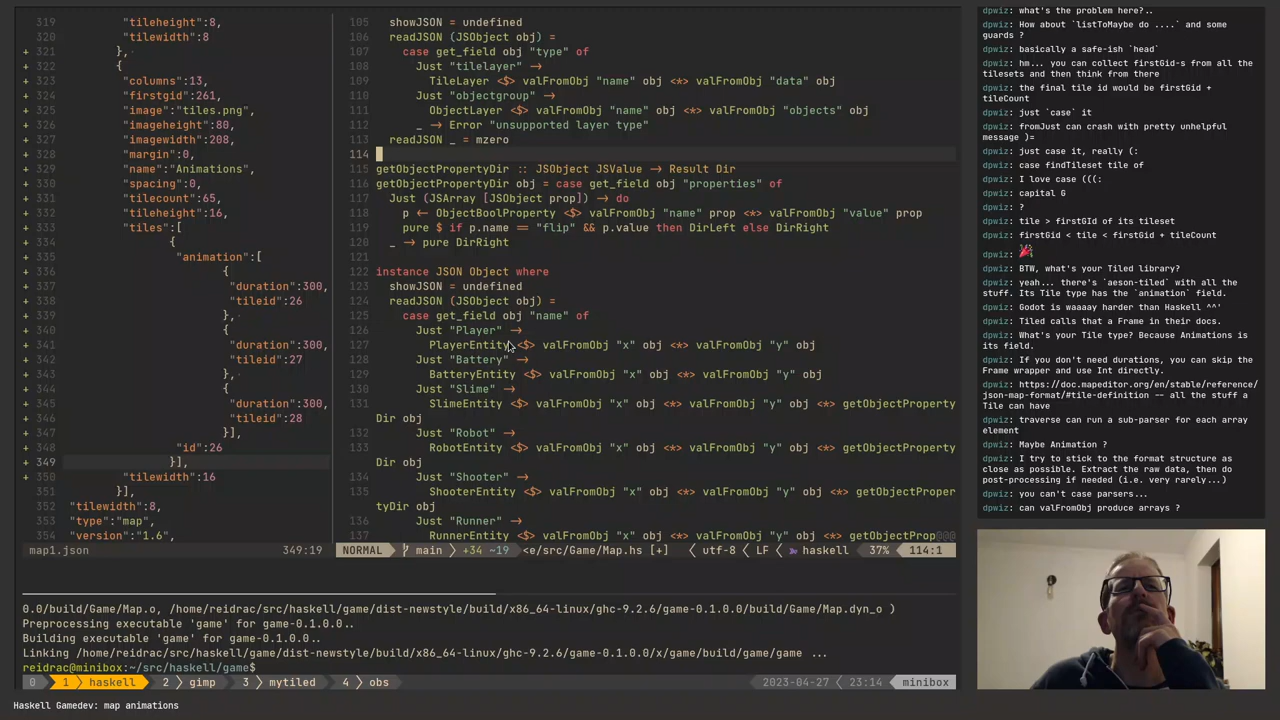 319 "tileheight":8,
320 "tilewidth":8
+ 321 },
+ 322 {
+ 323 "columns":13,
+ 324 "firstgid":261,
+ 325 "image":"tiles.png",
+ 326 "imageheight":80,
+ 327 "imagewidth":208,
+ 328 "margin":0,
+ 329 "name":"Animations",
+ 330 "spacing":0,
+ 331 "tilecount":65,
+ 332 "tileheight":16,
+ 333 "tiles":[
+ 334 {
+ 335 "animation":[
+ 336 {
+ 337 "duration":300,
+ 338 "tileid":26
+ 339 },
+ 340 {
+ 341 "duration":300,
+ 342 "tileid":27
+ 343 },
+ 344 {
+ 345 "duration":300,
+ 346 "tileid":28
+ 347 }],
+ 348 "id":26
+ 349 }],
+ 350 "tilewidth":16
351 }],
352 "tilewidth":8,
353 "type":"map",
354 "version":"1.6",
map1.json 349:19
105 showJSON = undefined
106 readJSON (JSObject obj) =
107 case get_field obj "type" of
108 Just "tilelayer" →
109 TileLayer <$> valFromObj "name" obj <*> valFromObj "data" obj
110 Just "objectgroup" →
111 ObjectLayer <$> valFromObj "name" obj <*> valFromObj "objects" obj
112 _ → Error "unsupported layer type"
113 readJSON _ = mzero
114
115 getObjectPropertyDir :: JSObject JSValue → Result Dir
116 getObjectPropertyDir obj = case get_field obj "properties" of
117 Just (JSArray [JSObject prop]) → do
118 p ← ObjectBoolProperty <$> valFromObj "name" prop <*> valFromObj "value" prop
119 pure $ if p.name == "flip" && p.value then DirLeft else DirRight
120 _ → pure DirRight
121
122 instance JSON Object where
123 showJSON = undefined
124 readJSON (JSObject obj) =
125 case get_field obj "name" of
126 Just "Player" →
127 PlayerEntity <$> valFromObj "x" obj <*> valFromObj "y" obj
128 Just "Battery" →
130 BatteryEntity <$> valFromObj "x" obj <*> valFromObj "y" obj
130 Just "Slime" →
131 SlimeEntity <$> valFromObj "x" obj <*> valFromObj "y" obj <*> getObjectProperty
Dir obj
132 Just "Robot" →
133 RobotEntity <$> valFromObj "x" obj <*> valFromObj "y" obj <*> getObjectProperty
Dir obj
134 Just "Shooter" →
135 ShooterEntity <$> valFromObj "x" obj <*> valFromObj "y" obj <*> getObjectProper
tyDir obj
136 Just "Runner" →
137 RunnerEntity <$> valFromObj "x" obj <*> valFromObj "y" obj <*> getObjectProp@@@
NORMAL main +34 ~19 <e/src/Game/Map.hs [+] utf-8 < LF haskell 37% 114:1
0.0/build/Game/Map.o, /home/reidrac/src/haskell/game/dist-newstyle/build/x86_64-linux/ghc-9.2.6/game-0.1.0.0/build/Game/Map.dyn_o )
Preprocessing executable 'game' for game-0.1.0.0..
Building executable 'game' for game-0.1.0.0..
Linking /home/reidrac/src/haskell/game/dist-newstyle/build/x86_64-linux/ghc-9.2.6/game-0.1.0.0/x/game/build/game/game ...
reidrac@minibox:~/src/haskell/game$
0 1 haskell 2 gimp 3 mytiled 4 obs 2023-04-27 < 23:14 minibox
Haskell Gamedev: map animations
dpwiz: what's the problem here?..
dpwiz: How about `listToMaybe do ....` and some
guards ?
dpwiz: basically a safe-ish `head`
dpwiz: hm... you can collect firstGid-s from all the
tilesets and then think from there
dpwiz: the final tile id would be firstGid +
tileCount
dpwiz: just `case` it
dpwiz: fromJust can crash with pretty unhelpful
message )=
dpwiz: just case it, really (:
dpwiz: case findTileset tile of
dpwiz: I love case (((:
dpwiz: capital G
dpwiz: ?
dpwiz: tile > firstGId of its tileset
dpwiz: firstGid < tile < firstGid + tileCount
dpwiz:
dpwiz: BTW, what's your Tiled library?
dpwiz: yeah... there's `aeson-tiled` with all the
stuff. Its Tile type has the `animation` field.
dpwiz: Godot is waaaay harder than Haskell ^^'
dpwiz: Tiled calls that a Frame in their docs.
dpwiz: What's your Tile type? Because Animations is
its field.
dpwiz: If you don't need durations, you can skip the
Frame wrapper and use Int directly.
dpwiz: https://doc.mapeditor.org/en/stable/reference/
json-map-format/#tile-definition -- all the stuff a
Tile can have
dpwiz: traverse can run a sub-parser for each array
element
dpwiz: Maybe Animation ?
dpwiz: I try to stick to the format structure as
close as possible. Extract the raw data, then do
post-processing if needed (i.e. very rarely...)
dpwiz: you can't case parsers...
dpwiz: can valFromObj produce arrays ?